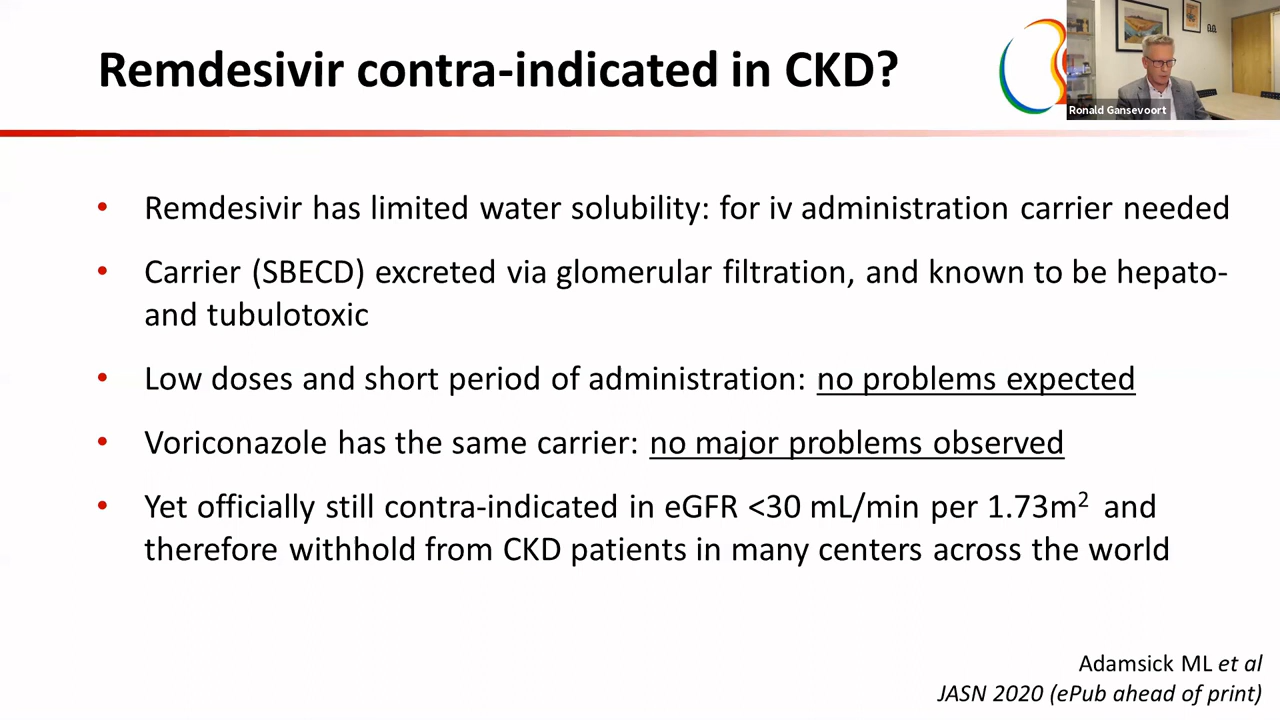 Remdesivir contra-indicated in CKD?
Ronald Gansevoort
• Remdesivir has limited water solubility: for iv administration carrier needed
• Carrier (SBECD) excreted via glomerular filtration, and known to be hepato-
and tubulotoxic
• Low doses and short period of administration: no problems expected
• Voriconazole has the same carrier: no major problems observed
• Yet officially still contra-indicated in eGFR <30 mL/min per 1.73m² and
therefore withhold from CKD patients in many centers across the world
Adamsick ML et al
JASN 2020 (ePub ahead of print)